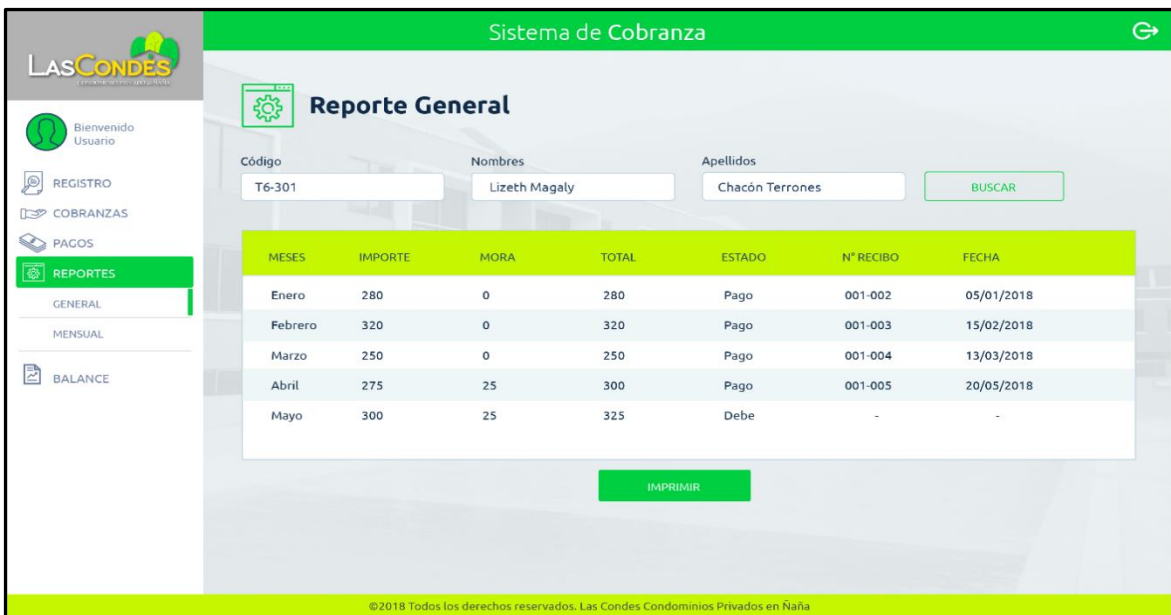 Sistema de Cobranza
LASCONDES
Bienvenido
Usuario
REGISTRO
COBRANZAS
PAGOS
REPORTES
GENERAL
MENSUAL
BALANCE
Reporte General
Código Nombres Apellidos
T6-301 Lizeth Magaly Chacón Terrones BUSCAR
MESES IMPORTE MORA TOTAL ESTADO N° RECIBO FECHA
Enero 280 0 280 Pago 001-002 05/01/2018
Febrero 320 0 320 Pago 001-003 15/02/2018
Marzo 250 0 250 Pago 001-004 13/03/2018
Abril 275 25 300 Pago 001-005 20/05/2018
Mayo 300 25 325 Debe - -
IMPRIMIR
©2018 Todos los derechos reservados. Las Condes Condominios Privados en Ñaña